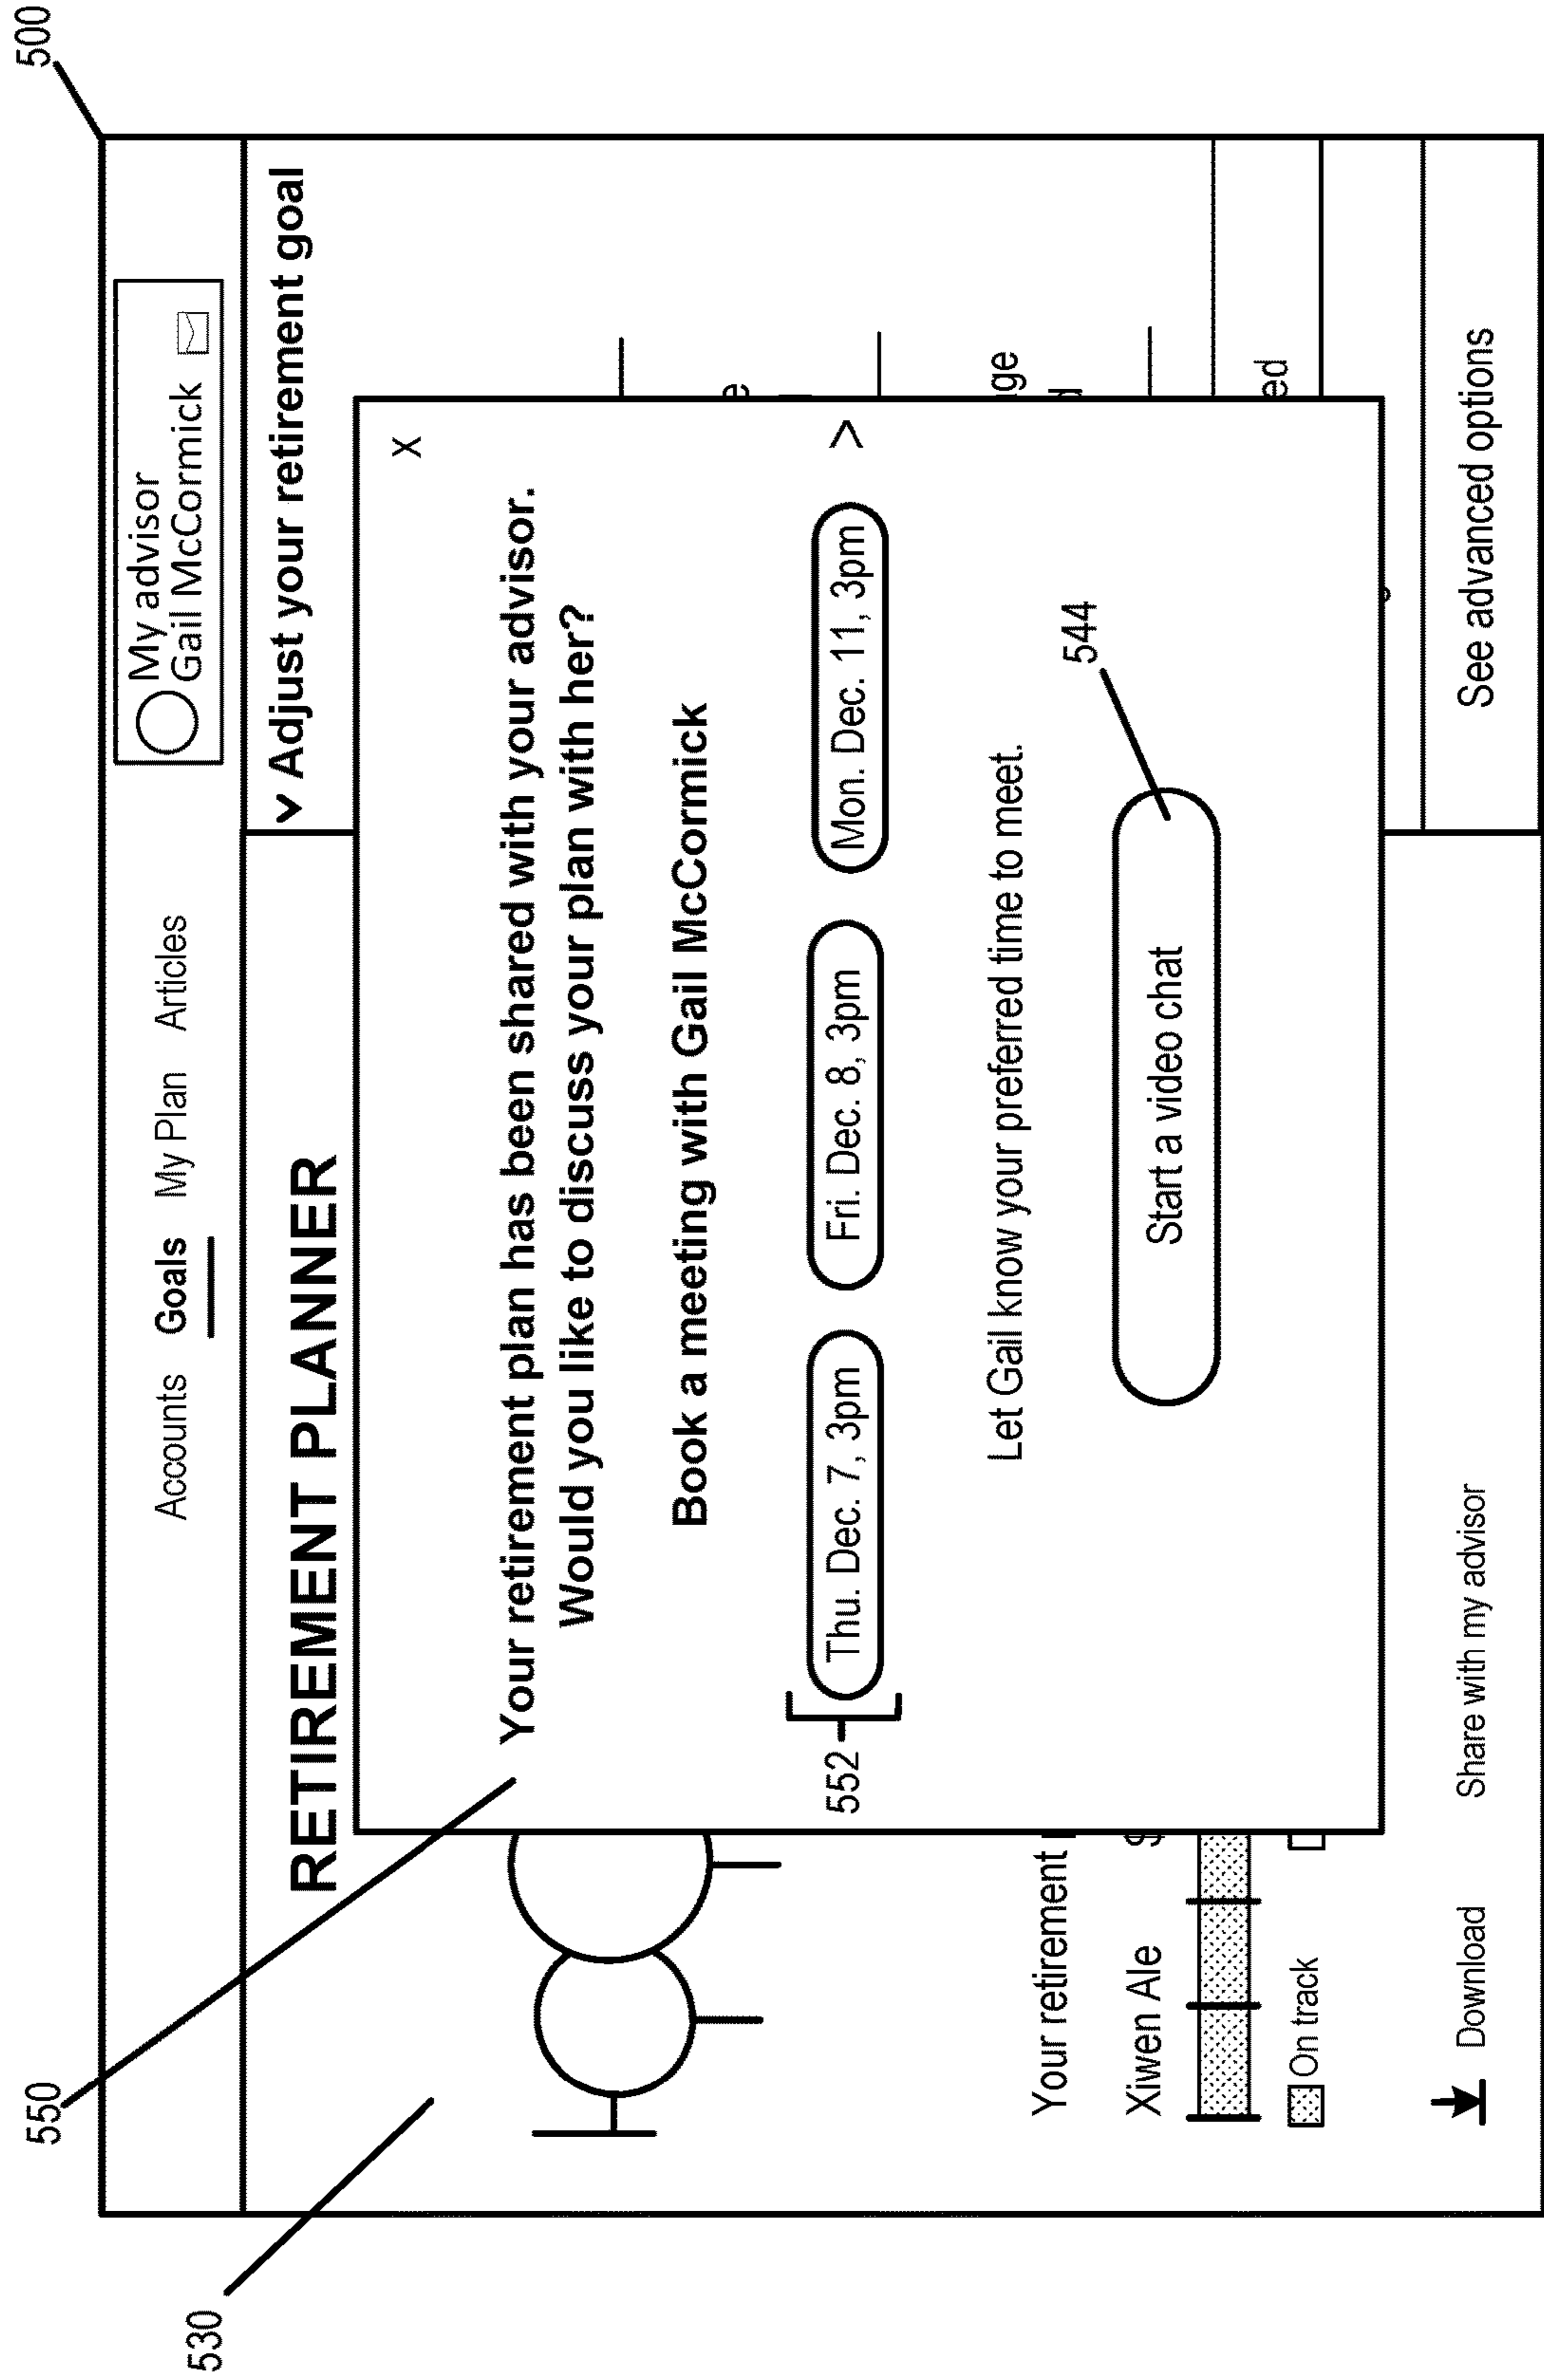 500
My advisor
Gail McCormick
Accounts Goals My Plan Articles
RETIREMENT PLANNER
Adjust your retirement goal
550
530
X
Your retirement plan has been shared with your advisor.
Would you like to discuss your plan with her?
Book a meeting with Gail McCormick
552
Thu. Dec. 7, 3pm
Fri. Dec. 8, 3pm
Mon. Dec. 11, 3pm
>
Let Gail know your preferred time to meet.
544
Start a video chat
Your retirement
Xiwen Ale
$
On track
e
ge
d
ed
Download
Share with my advisor
See advanced options